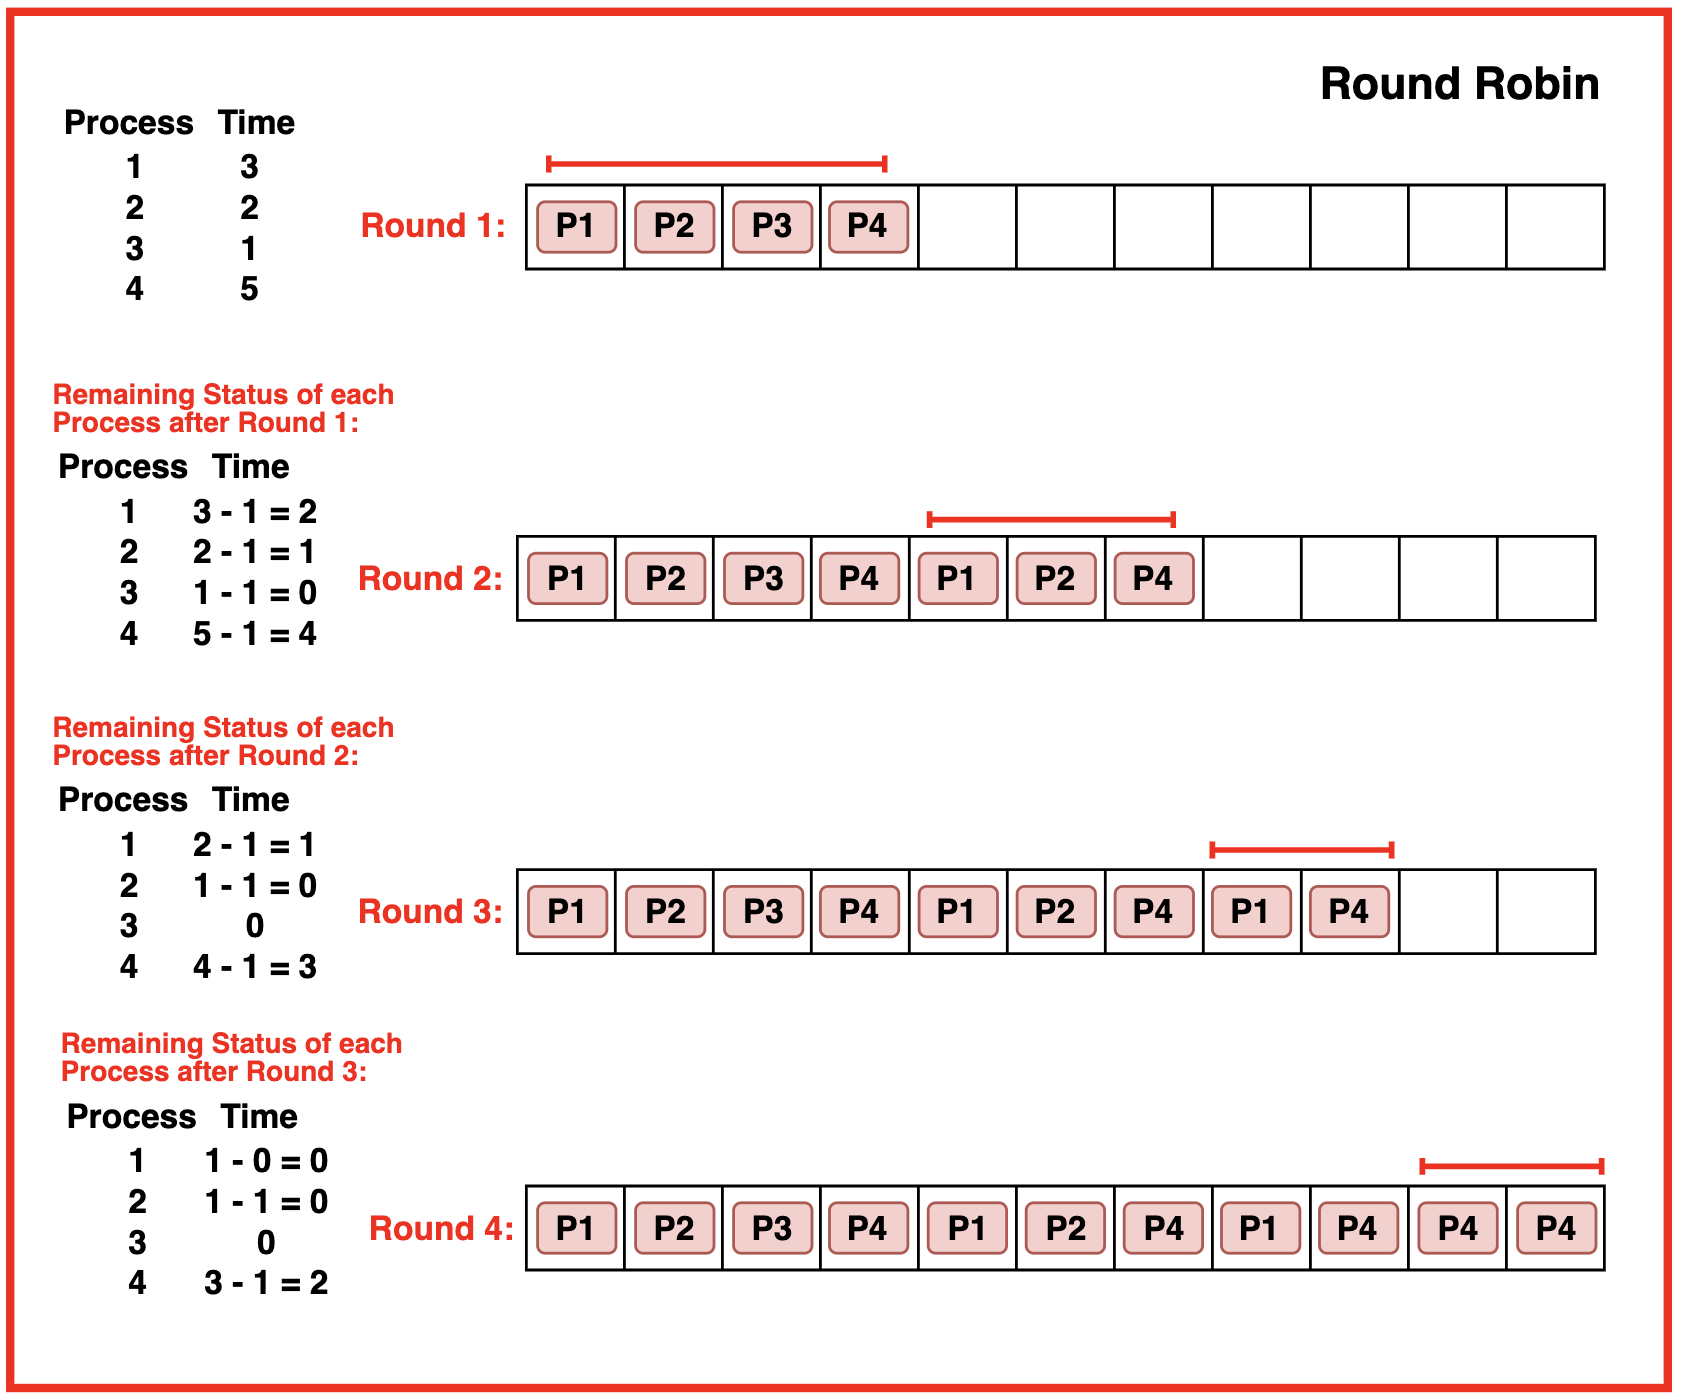 Round Robin
Process Time
1 3
2 2
3 1
4 5
Round 1: P1 P2 P3 P4
Remaining Status of each
Process after Round 1:
Process Time
1 3 - 1 = 2
2 2 - 1 = 1
3 1 - 1 = 0
4 5 - 1 = 4
Round 2: P1 P2 P3 P4 P1 P2 P4
Remaining Status of each
Process after Round 2:
Process Time
1 2 - 1 = 1
2 1 - 1 = 0
3 0
4 4 - 1 = 3
Round 3: P1 P2 P3 P4 P1 P2 P4 P1 P4
Remaining Status of each
Process after Round 3:
Process Time
1 1 - 0 = 0
2 1 - 1 = 0
3 0
4 3 - 1 = 2
Round 4: P1 P2 P3 P4 P1 P2 P4 P1 P4 P4 P4